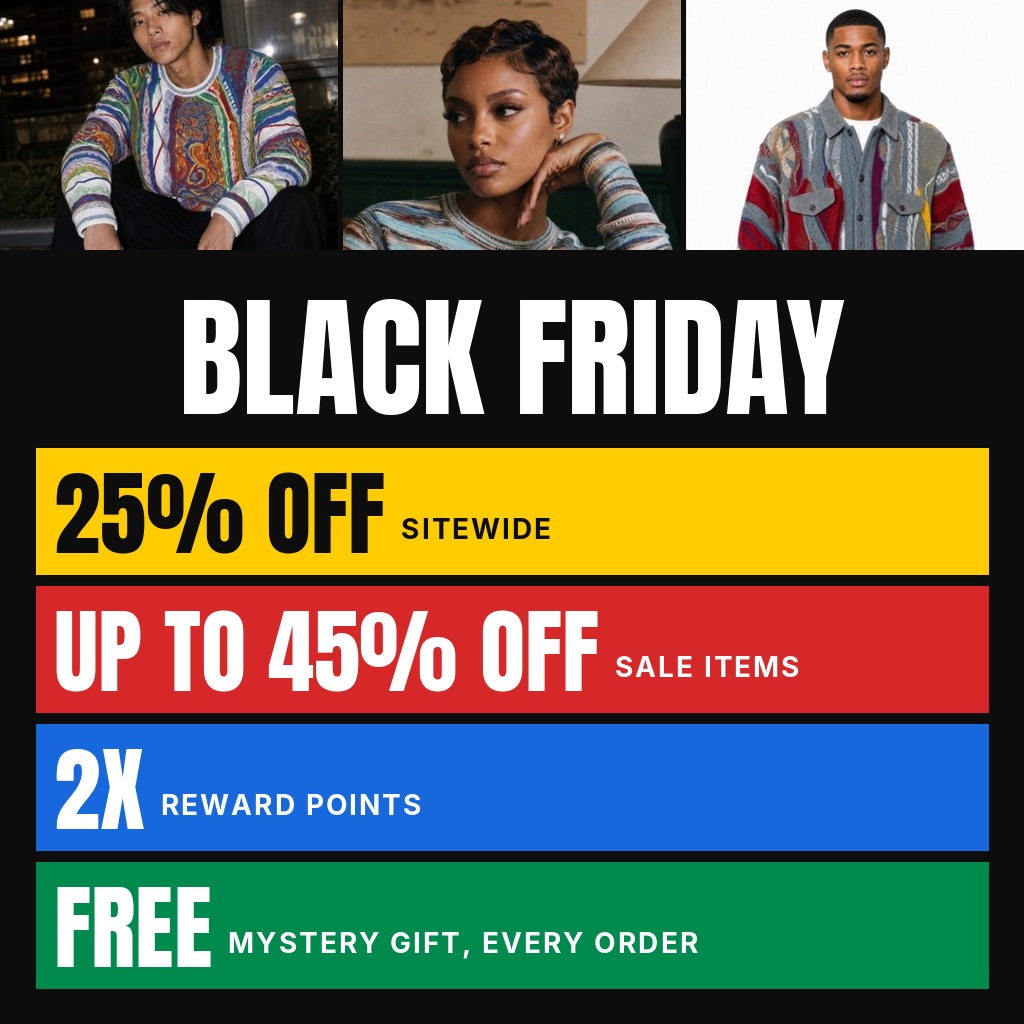 BLACK FRIDAY
25% OFF SITEWIDE
UP TO 45% OFF SALE ITEMS
2X REWARD POINTS
FREE MYSTERY GIFT, EVERY ORDER